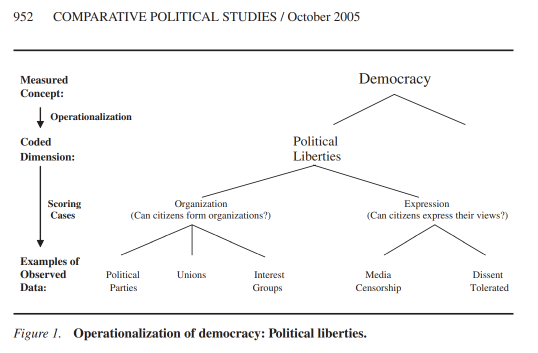 952 COMPARATIVE POLITICAL STUDIES / October 2005
Measured
Concept:
Democracy
Operationalization
Coded
Dimension:
Political
Liberties
Scoring
Cases
Organization
(Can citizens form organizations?)
Expression
(Can citizens express their views?)
Examples of
Observed
Data:
Political
Parties
Unions
Interest
Groups
Media
Censorship
Dissent
Tolerated
Figure 1. Operationalization of democracy: Political liberties.